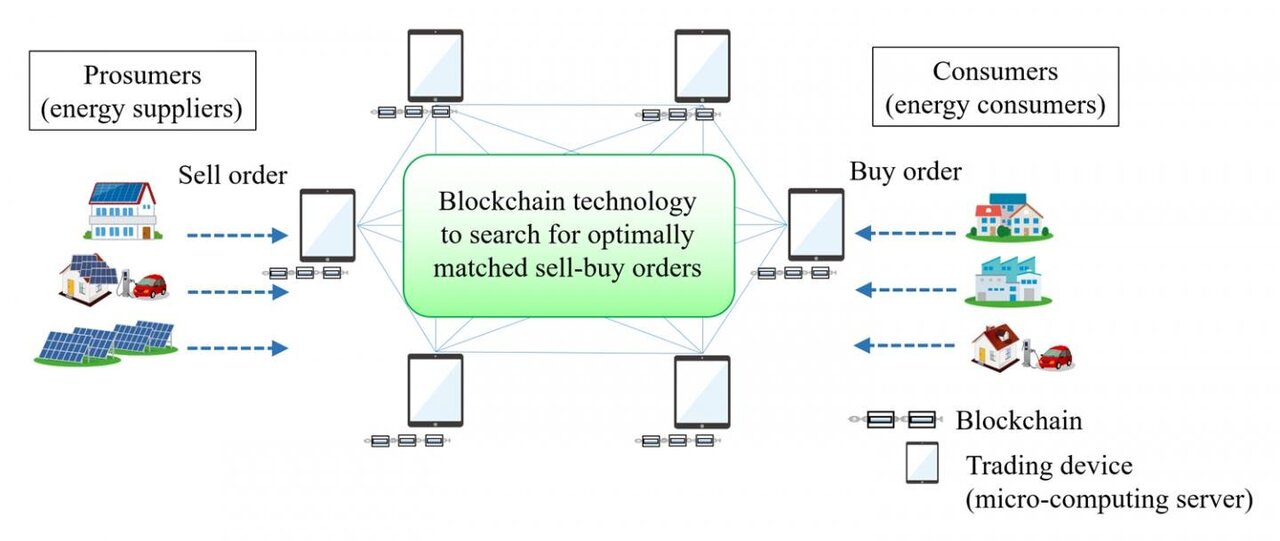 Prosumers
(energy suppliers)
Sell order
Blockchain technology
to search for optimally
matched sell-buy orders
Consumers
(energy consumers)
Buy order
Blockchain
Trading device
(micro-computing server)